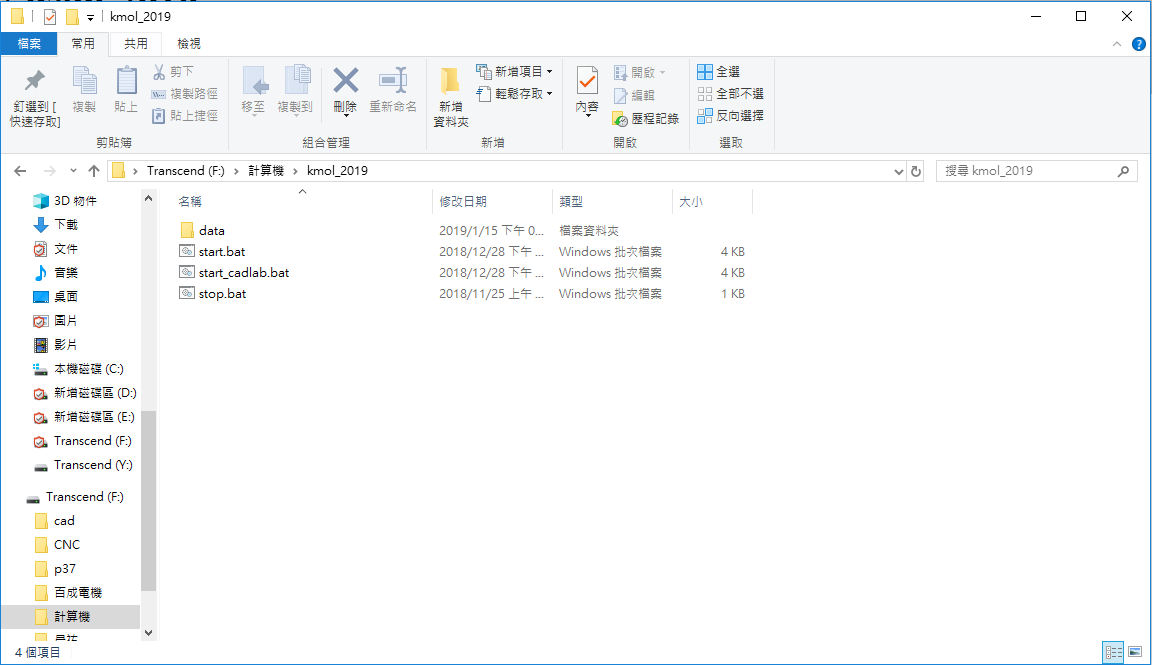 kmol_2019
檔案 常用 共用 檢視
釘選到 [
快速存取]
複製
貼上
剪下
複製路徑
貼上捷徑
剪貼簿
移至
複製到
刪除
重新命名
組合管理
新增
資料夾
新增項目
輕鬆存取
新增
內容
開啟
編輯
歷程記錄
開啟
全選
全部不選
反向選擇
選取
Transcend (F:) > 計算機 > kmol_2019
搜尋 kmol_2019
3D 物件
下載
文件
音樂
桌面
圖片
影片
本機磁碟 (C:)
新增磁碟區 (D:)
新增磁碟區 (E:)
Transcend (F:)
Transcend (Y:)
Transcend (F:)
cad
CNC
p37
百成電機
計算機
名稱 修改日期 類型 大小
data 2019/1/15 下午 0... 檔案資料夾
start.bat 2018/12/28 下午 ... Windows 批次檔案 4 KB
start_cadlab.bat 2018/12/28 下午 ... Windows 批次檔案 4 KB
stop.bat 2018/11/25 上午 ... Windows 批次檔案 1 KB
4 個項目